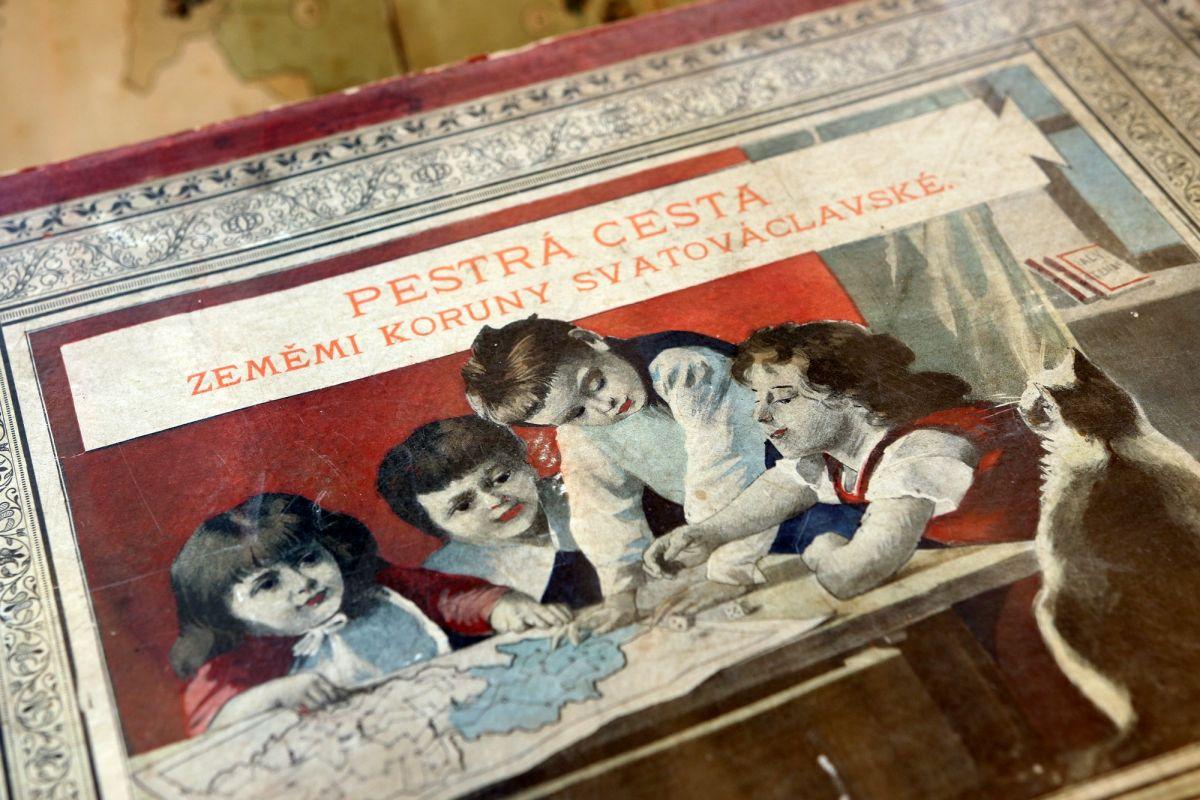 PESTRÁ CESTA
ZEMĚMI KORUNY SVATOVÁCLAVSKÉ.